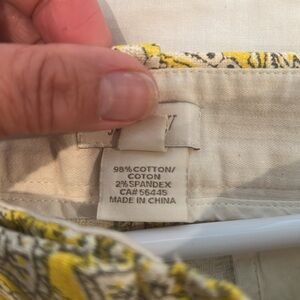 98% COTTON/
COTON
2% SPANDEX
CA# 56445
MADE IN CHINA